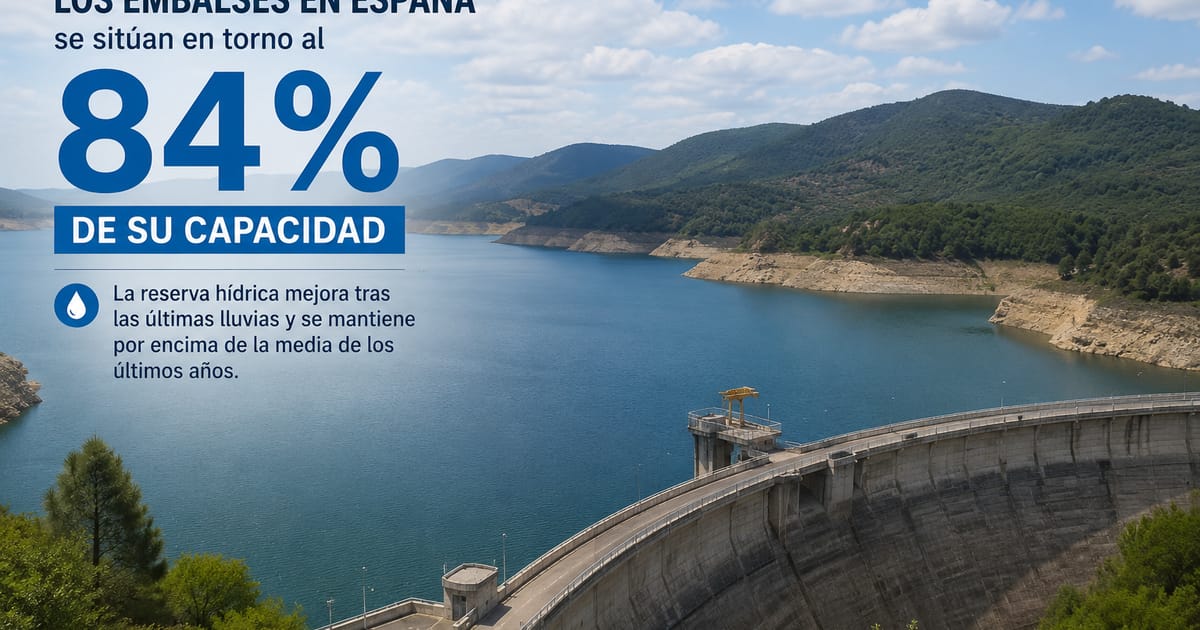 LOS EMBALSES EN ESPAÑA
se sitúan en torno al
84%
DE SU CAPACIDAD
La reserva hídrica mejora tras
las últimas lluvias y se mantiene
por encima de la media de los
últimos años.